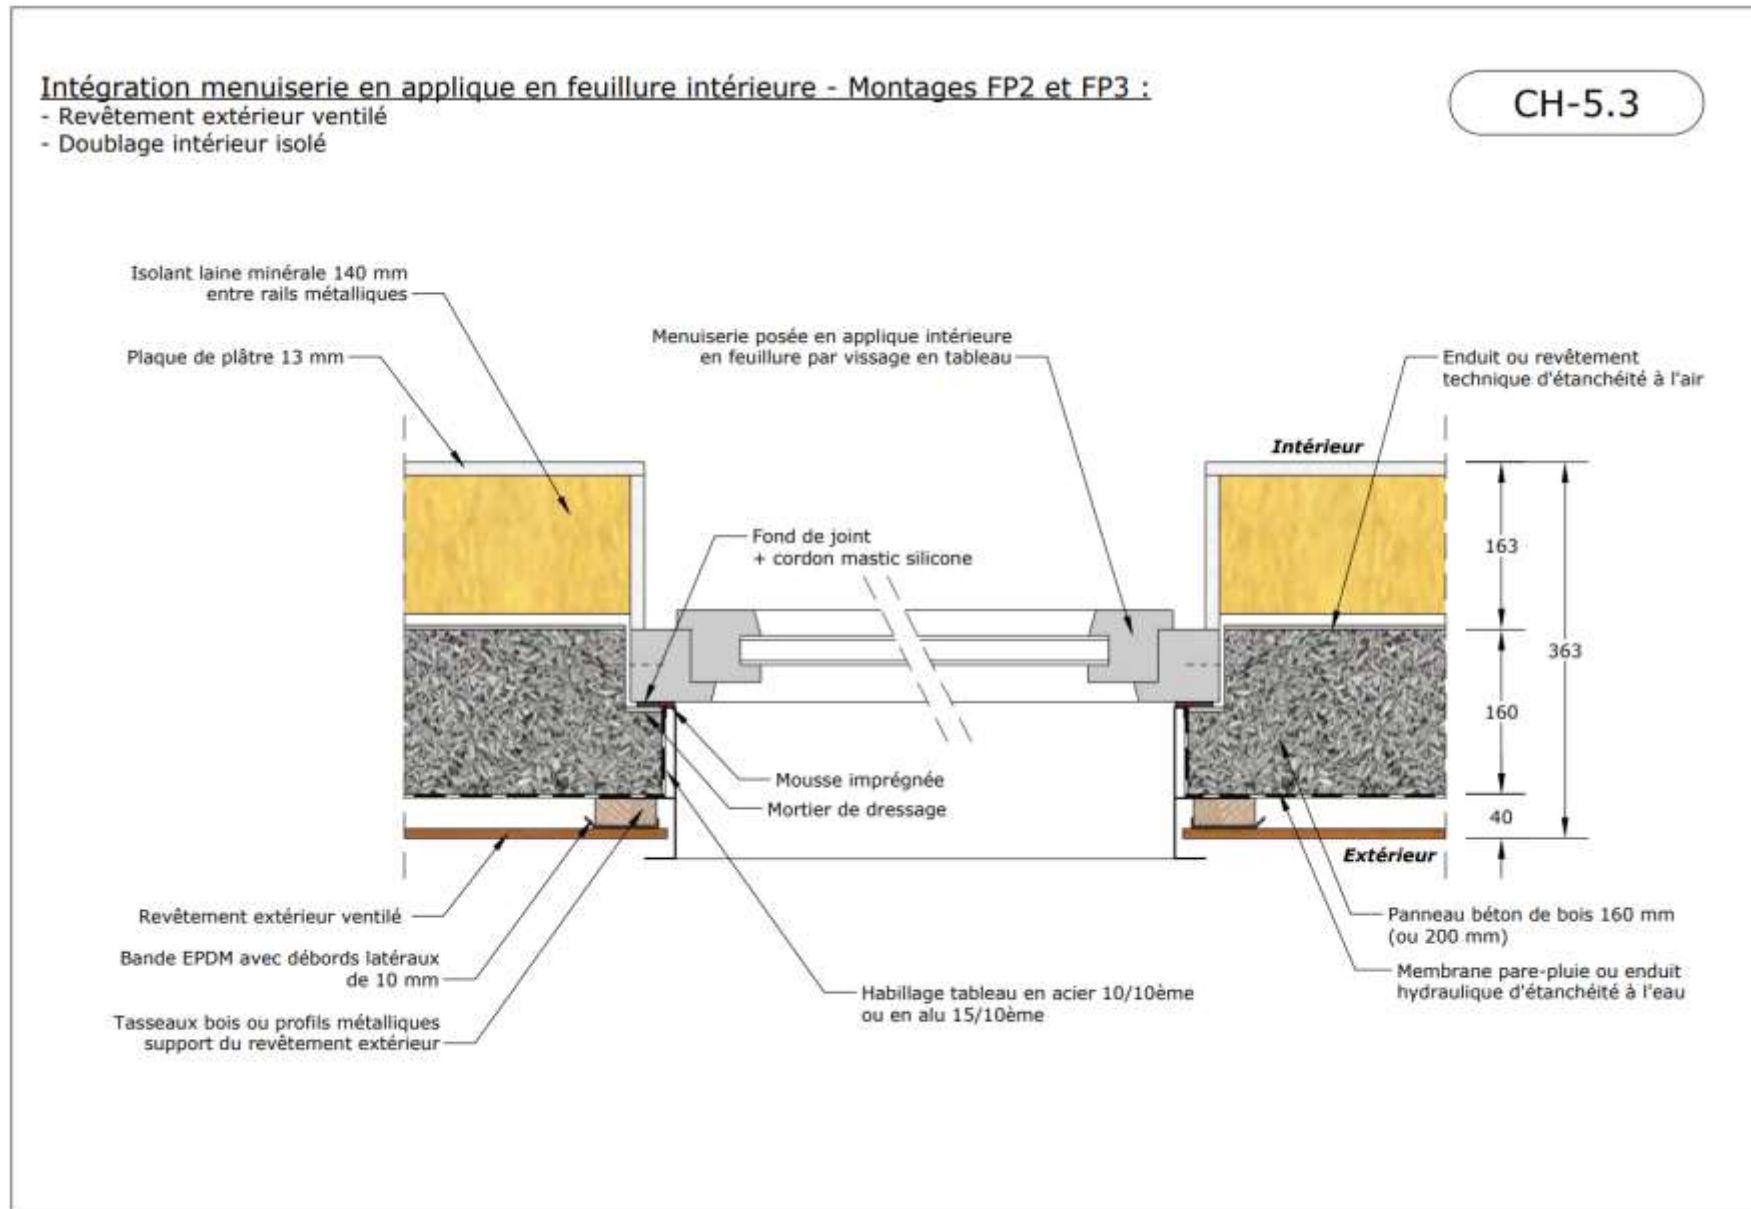 Intégration menuiserie en applique en feuillure intérieure - Montages FP2 et FP3 :
- Revêtement extérieur ventilé
- Doublage intérieur isolé
CH-5.3
Isolant laine minérale 140 mm
entre rails métalliques
Plaque de plâtre 13 mm
Menuiserie posée en applique intérieure
en feuillure par vissage en tableau
Enduit ou revêtement
technique d'étanchéité à l'air
Intérieur
Fond de joint
+ cordon mastic silicone
163
363
160
Mousse imprégnée
Mortier de dressage
40
Extérieur
Revêtement extérieur ventilé
Bande EPDM avec débords latéraux
de 10 mm
Tasseaux bois ou profils métalliques
support du revêtement extérieur
Habillage tableau en acier 10/10ème
ou en alu 15/10ème
Panneau béton de bois 160 mm
(ou 200 mm)
Membrane pare-pluie ou enduit
hydraulique d'étanchéité à l'eau